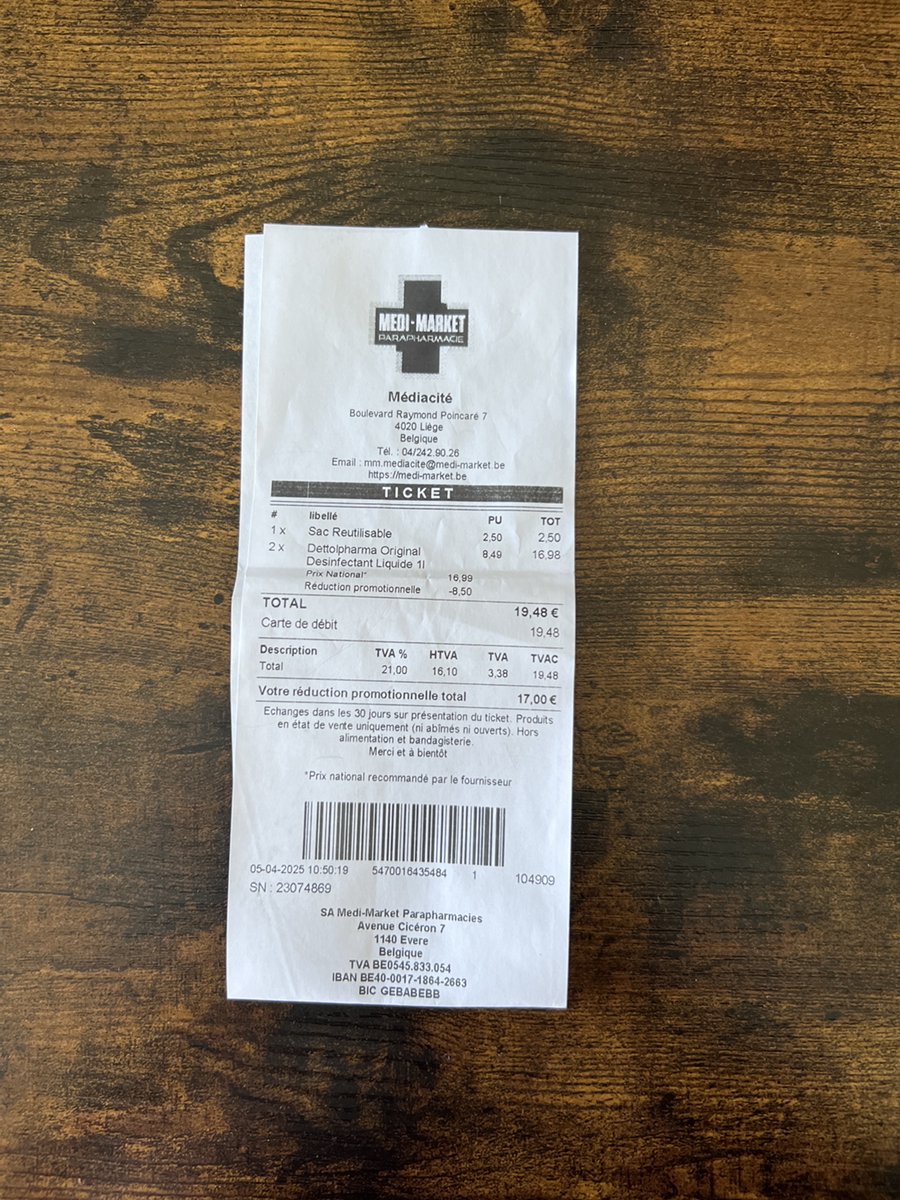 MEDI-MARKET
PARAPHARMACIE
Médiacité
Boulevard Raymond Poincaré 7
4020 Liège
Belgique
Tél. : 04/242.90.26
Email : mm.mediacite@medi-market.be
https://medi-market.be
TICKET
# libellé PU TOT
1 x Sac Reutilisable 2,50 2,50
2 x Dettolpharma Original 8,49 16,98
Desinfectant Liquide 1l
Prix National* 16,99
Réduction promotionnelle -8,50
TOTAL 19,48 €
Carte de débit 19,48
Description TVA % HTVA TVA TVAC
Total 21,00 16,10 3,38 19,48
Votre réduction promotionnelle total 17,00 €
Echanges dans les 30 jours sur présentation du ticket. Produits
en état de vente uniquement (ni abîmés ni ouverts). Hors
alimentation et bandagisterie.
Merci et à bientôt
*Prix national recommandé par le fournisseur
05-04-2025 10:50:19 5470016435484 1 104909
SN : 23074869
SA Medi-Market Parapharmacies
Avenue Cicéron 7
1140 Evere
Belgique
TVA BE0545.833.054
IBAN BE40-0017-1864-2663
BIC GEBABEBB